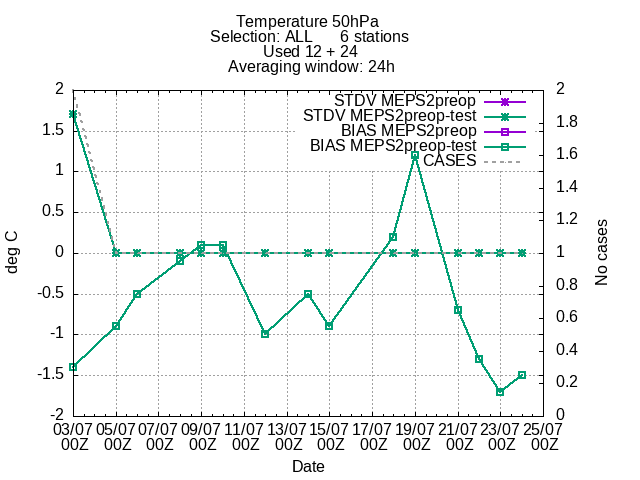 Temperature 50hPa
Selection: ALL      6 stations
Used 12 + 24
Averaging window: 24h
STDV MEPS2preop
STDV MEPS2preop-test
BIAS MEPS2preop
BIAS MEPS2preop-test
CASES
deg C
2
1.5
1
0.5
0
-0.5
-1
-1.5
-2
No cases
2
1.8
1.6
1.4
1.2
1
0.8
0.6
0.4
0.2
0
03/07 05/07 07/07 09/07 11/07 13/07 15/07 17/07 19/07 21/07 23/07 25/07
00Z 00Z 00Z 00Z 00Z 00Z 00Z 00Z 00Z 00Z 00Z 00Z
Date